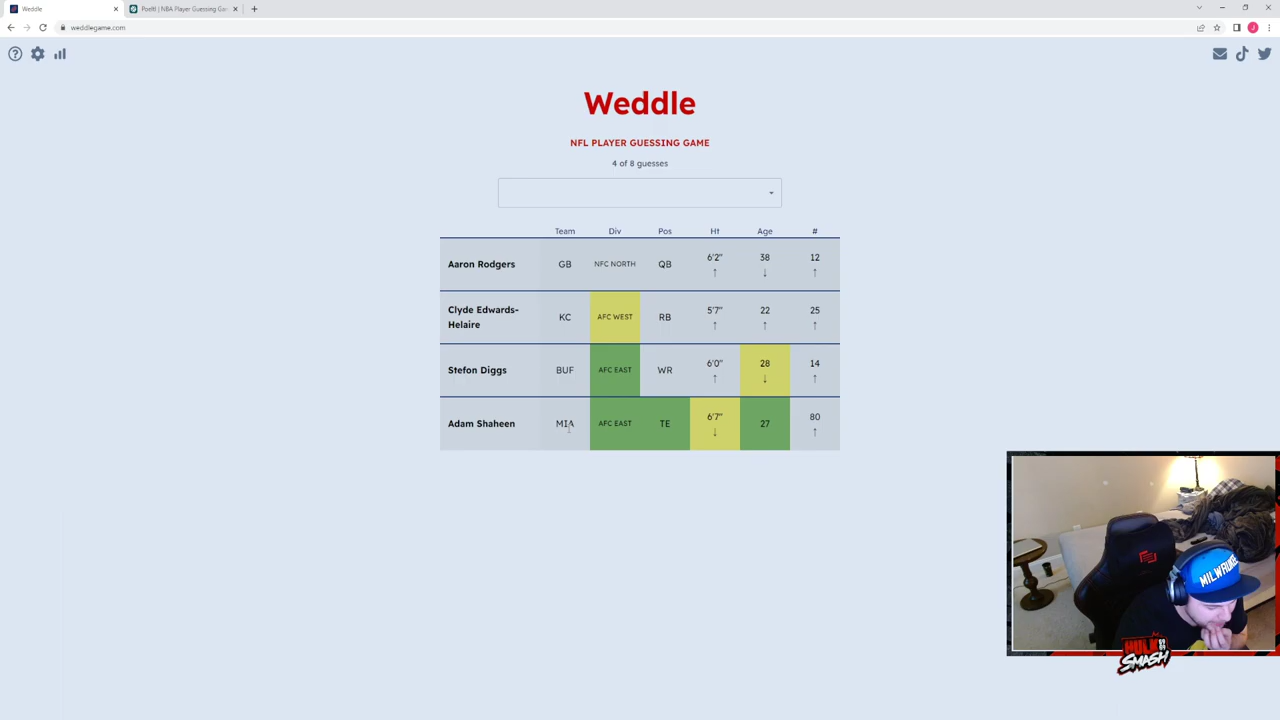 Weddle
Poeltl | NBA Player Guessing Ga
weddlegame.com
Weddle
NFL PLAYER GUESSING GAME
4 of 8 guesses
Team Div Pos Ht Age #
Aaron Rodgers GB NFC NORTH QB 6'2" 38 12
↑ ↓ ↑
Clyde Edwards-
Helaire KC AFC WEST RB 5'7" 22 25
↑ ↑ ↑
Stefon Diggs BUF AFC EAST WR 6'0" 28 14
↑ ↓ ↑
Adam Shaheen MIA AFC EAST TE 6'7" 27 80
↓ ↑
J
MILWAUKEE
HULK
SMASH